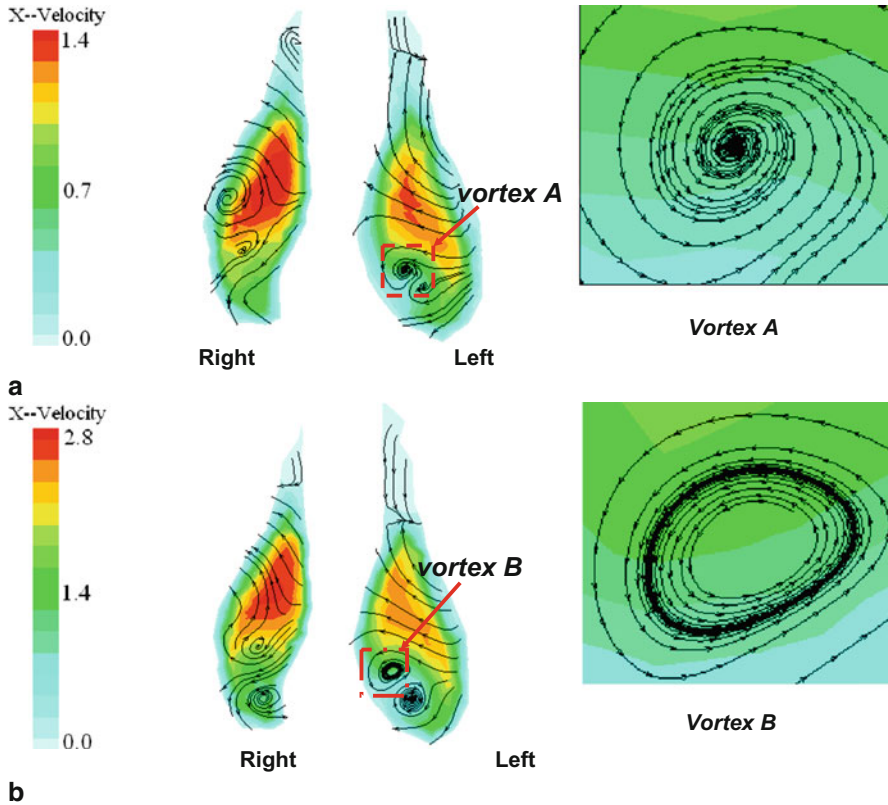 X--Velocity
1.4
0.7
0.0
vortex A
Right
Left
Vortex A
a
X--Velocity
2.8
1.4
0.0
vortex B
Right
Left
Vortex B
b